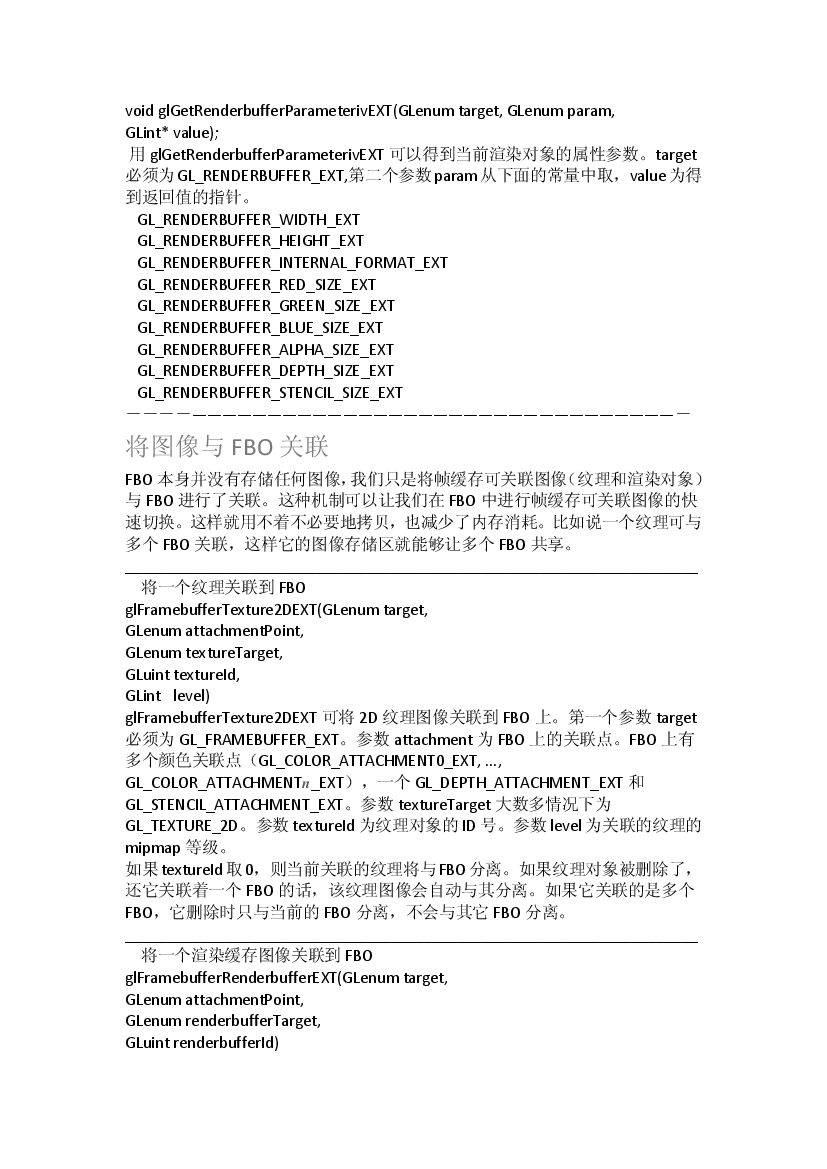 void glGetRenderbufferParameterivEXT(GLenum target, GLenum param,
GLint* value);
用 glGetRenderbufferParameterivEXT 可以得到当前渲染对象的属性参数。target
必须为 GL_RENDERBUFFER_EXT,第二个参数 param 从下面的常量中取，value 为得
到返回值的指针。
GL_RENDERBUFFER_WIDTH_EXT
GL_RENDERBUFFER_HEIGHT_EXT
GL_RENDERBUFFER_INTERNAL_FORMAT_EXT
GL_RENDERBUFFER_RED_SIZE_EXT
GL_RENDERBUFFER_GREEN_SIZE_EXT
GL_RENDERBUFFER_BLUE_SIZE_EXT
GL_RENDERBUFFER_ALPHA_SIZE_EXT
GL_RENDERBUFFER_DEPTH_SIZE_EXT
GL_RENDERBUFFER_STENCIL_SIZE_EXT
将图像与 FBO 关联
FBO 本身并没有存储任何图像，我们只是将帧缓存可关联图像（纹理和渲染对象）
与 FBO 进行了关联。这种机制可以让我们在 FBO 中进行帧缓存可关联图像的快
速切换。这样就用不着不必要地拷贝，也减少了内存消耗。比如说一个纹理可与
多个 FBO 关联，这样它的图像存储区就能够让多个 FBO 共享。
将一个纹理关联到 FBO
glFramebufferTexture2DEXT(GLenum target,
GLenum attachmentPoint,
GLenum textureTarget,
GLuint textureId,
GLint level)
glFramebufferTexture2DEXT 可将 2D 纹理图像关联到 FBO 上。第一个参数 target
必须为 GL_FRAMEBUFFER_EXT。参数 attachment 为 FBO 上的关联点。FBO 上有
多个颜色关联点（GL_COLOR_ATTACHMENT0_EXT, ...,
GL_COLOR_ATTACHMENTn_EXT），一个 GL_DEPTH_ATTACHMENT_EXT 和
GL_STENCIL_ATTACHMENT_EXT。参数 textureTarget 大数多情况下为
GL_TEXTURE_2D。参数 textureId 为纹理对象的 ID 号。参数 level 为关联的纹理的
mipmap 等级。
如果 textureId 取 0，则当前关联的纹理将与 FBO 分离。如果纹理对象被删除了，
还它关联着一个 FBO 的话，该纹理图像会自动与其分离。如果它关联的是多个
FBO，它删除时只与当前的 FBO 分离，不会与其它 FBO 分离。
将一个渲染缓存图像关联到 FBO
glFramebufferRenderbufferEXT(GLenum target,
GLenum attachmentPoint,
GLenum renderbufferTarget,
GLuint renderbufferId)